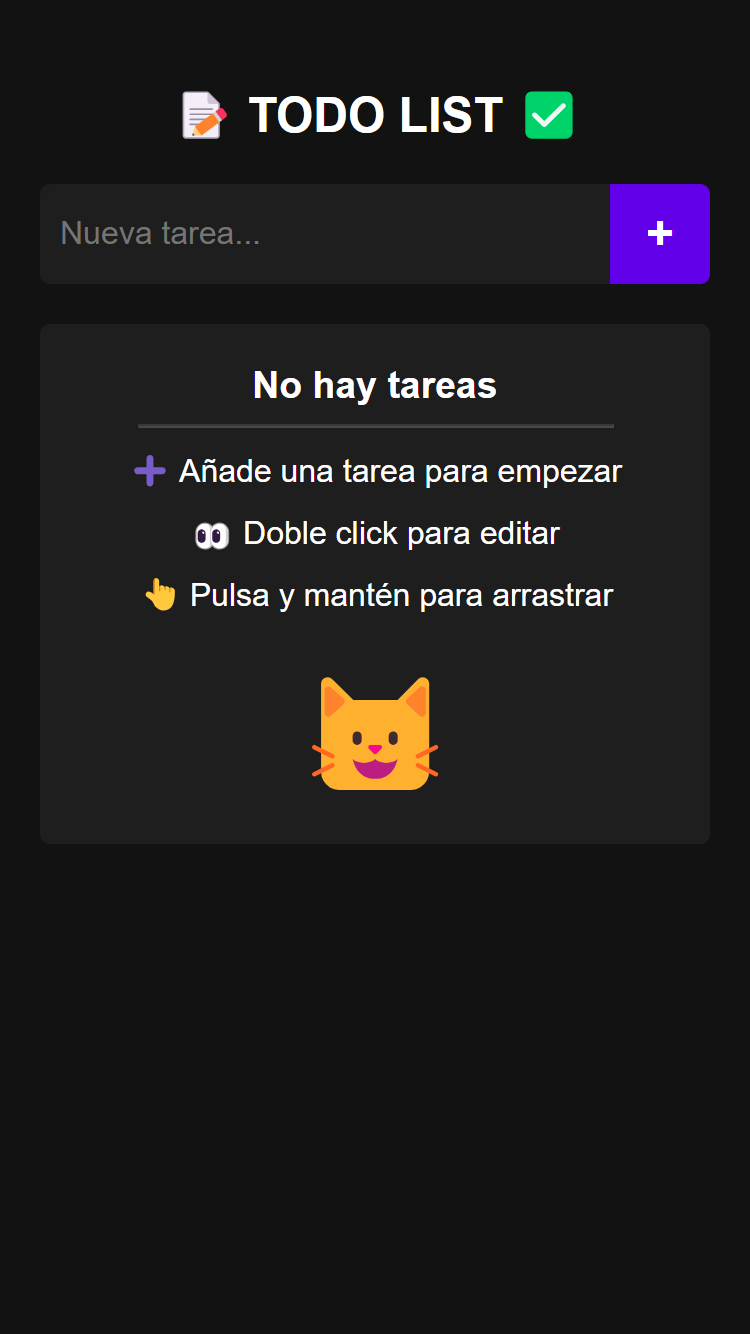 📝 TODO LIST ✅
Nueva tarea...
+
No hay tareas
➕ Añade una tarea para empezar
👀 Doble click para editar
👆 Pulsa y mantén para arrastrar